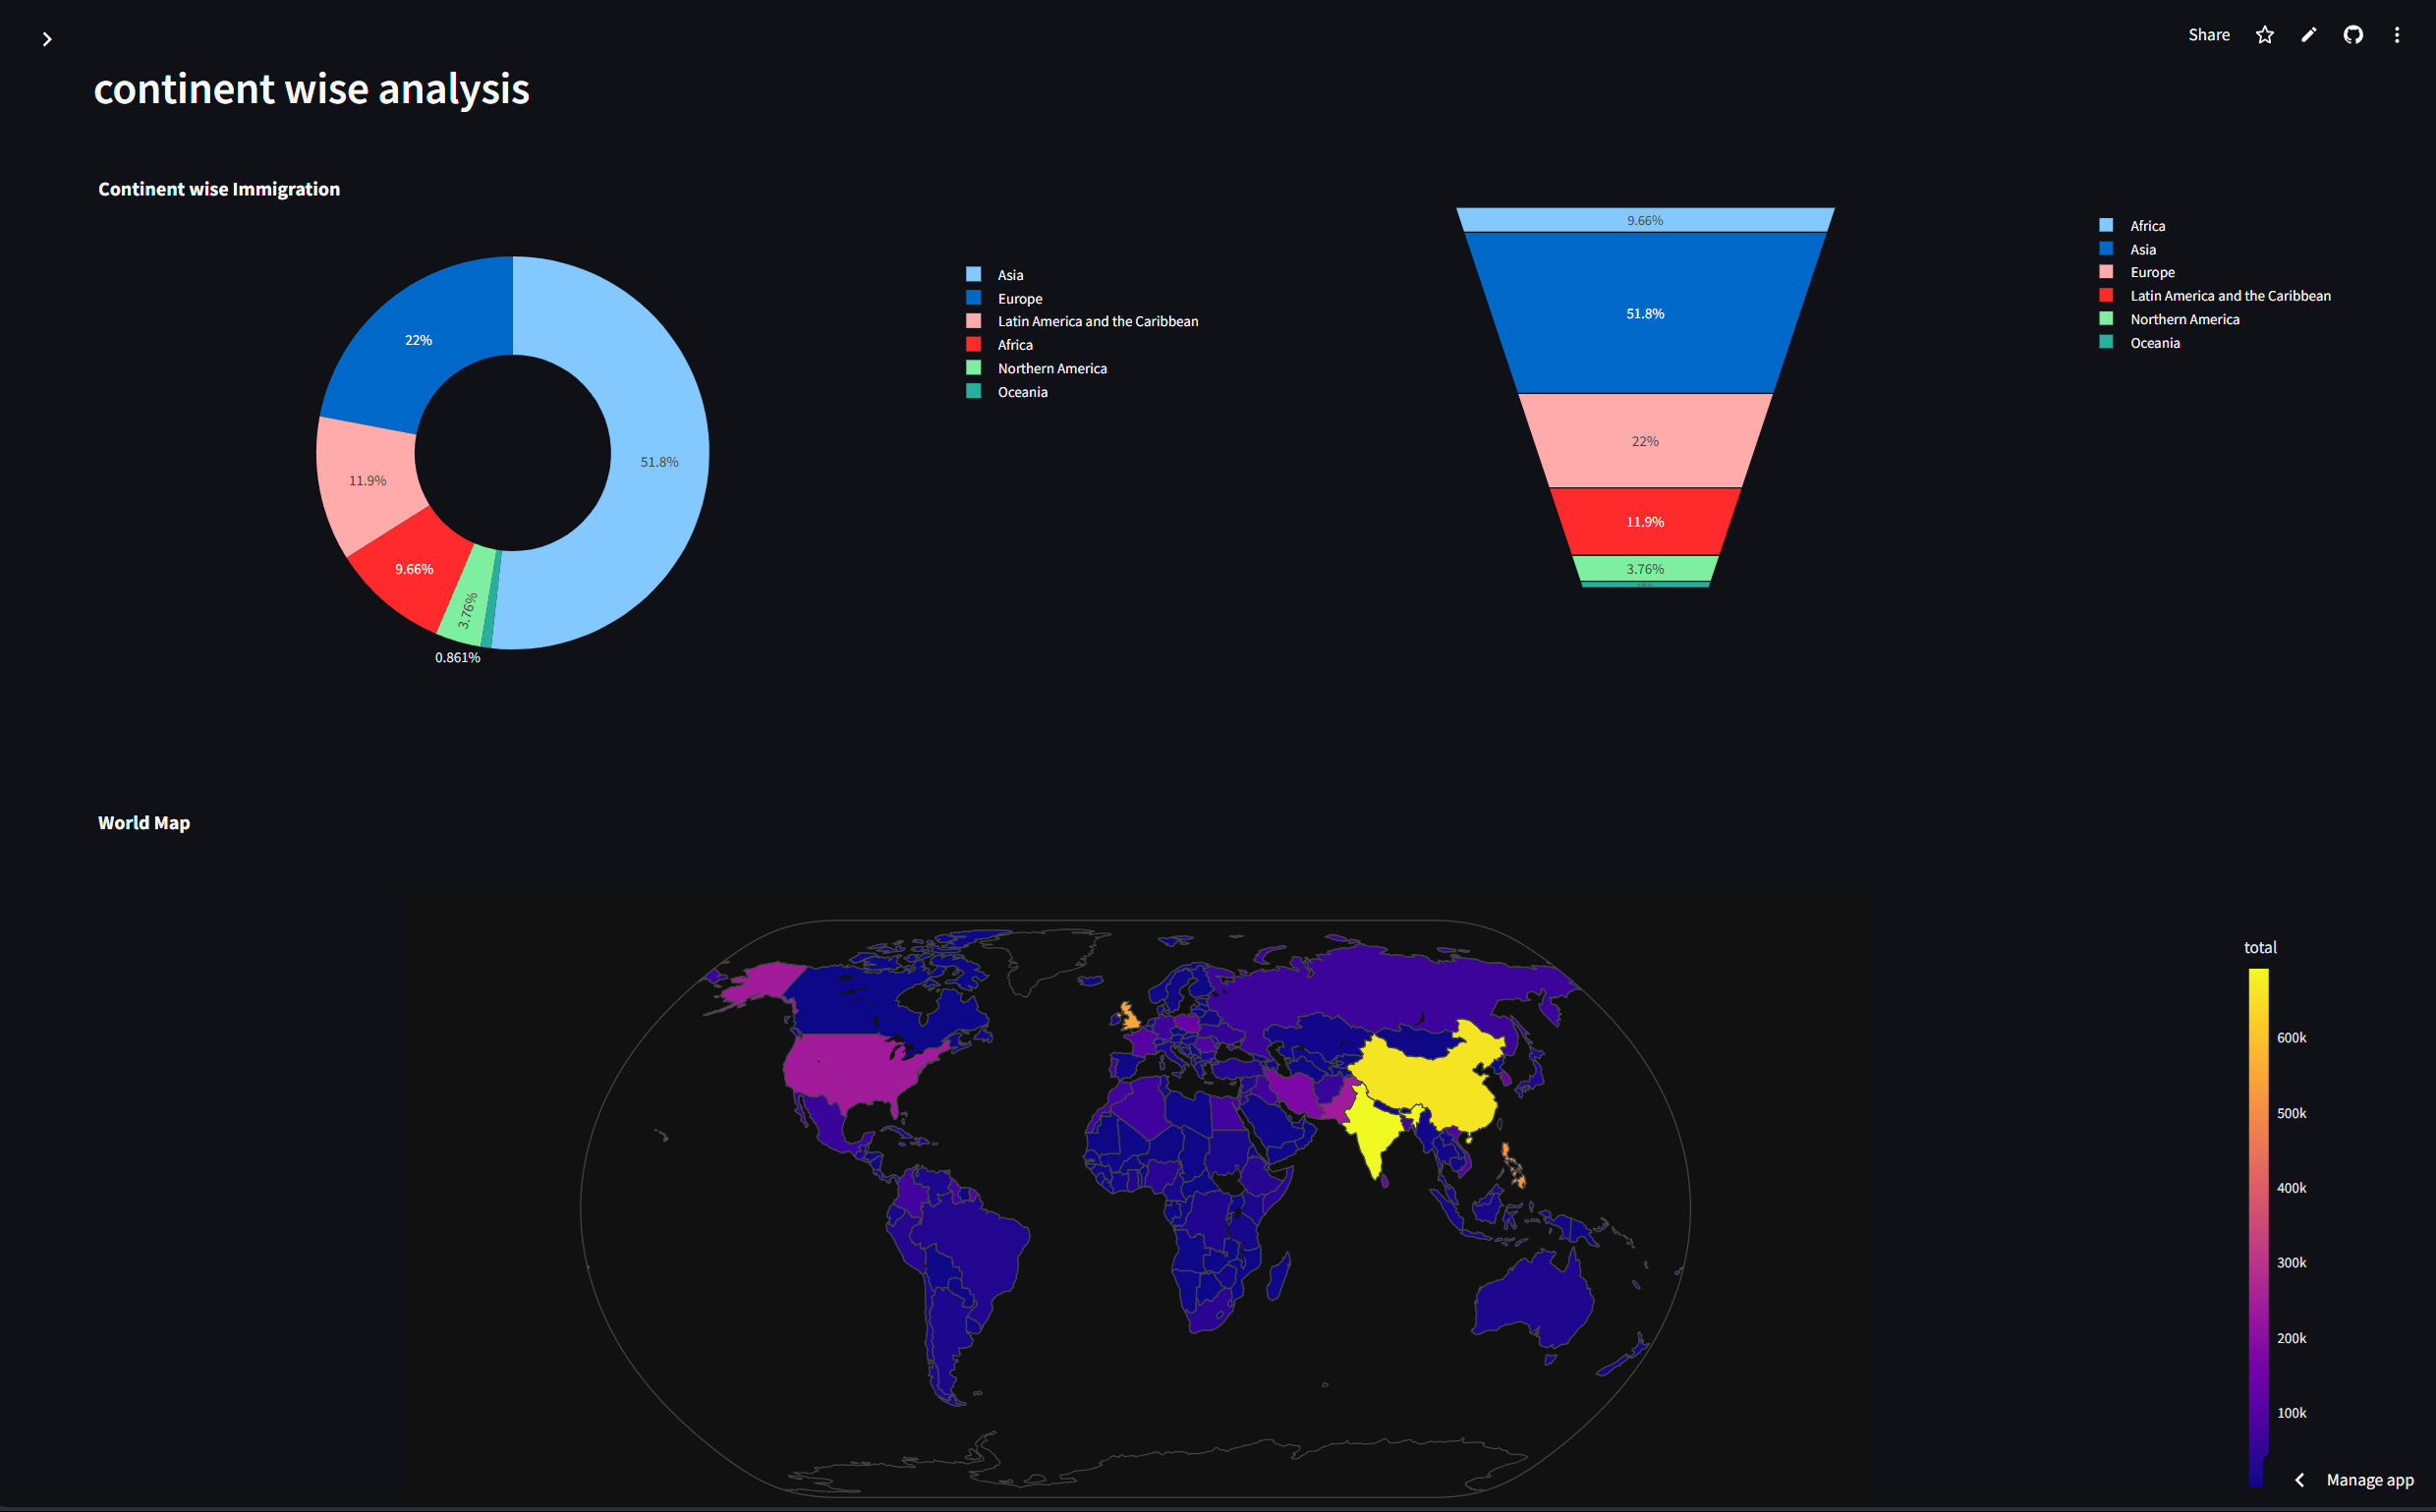 Share
continent wise analysis
Continent wise Immigration
51.8%
22%
11.9%
9.66%
3.76%
0.861%
Asia
Europe
Latin America and the Caribbean
Africa
Northern America
Oceania
9.66%
51.8%
22%
11.9%
3.76%
Africa
Asia
Europe
Latin America and the Caribbean
Northern America
Oceania
World Map
total
600k
500k
400k
300k
200k
100k
Manage app